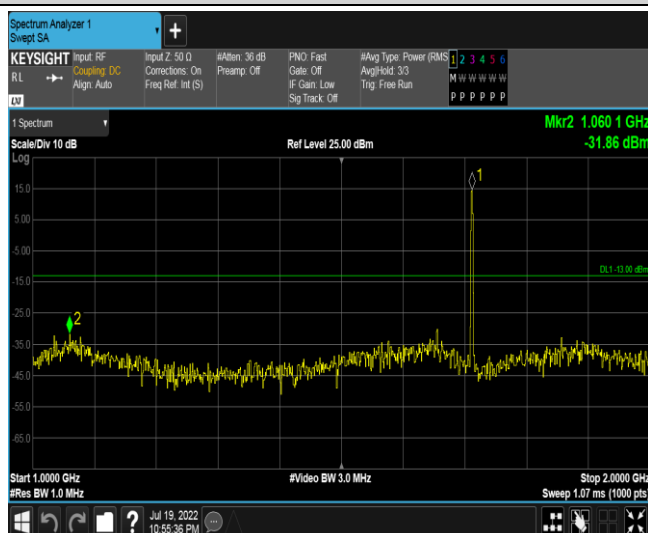 Spectrum Analyzer 1
Swept SA
+
KEYSIGHT Input: RF Input Z: 50 Ω #Atten: 36 dB PNO: Fast #Avg Type: Power (RMS 1 2 3 4 5 6
R L Coupling: DC Corrections: On Preamp: Off Gate: Off Avg|Hold: 3/3 M W W W W W
Align: Auto Freq Ref: Int (S) IF Gain: Low Trig: Free Run
Sig Track: Off P P P P P P
LXI
1 Spectrum Mkr2 1.060 1 GHz
Scale/Div 10 dB Ref Level 25.00 dBm -31.86 dBm
Log
1
15.0
5.00
-5.00
DL1 -13.00 dBm
-15.0
2
-25.0
-35.0
-45.0
-55.0
-65.0
Start 1.0000 GHz #Video BW 3.0 MHz Stop 2.0000 GHz
#Res BW 1.0 MHz Sweep 1.07 ms (1000 pts)
? Jul 19, 2022
10:55:36 PM